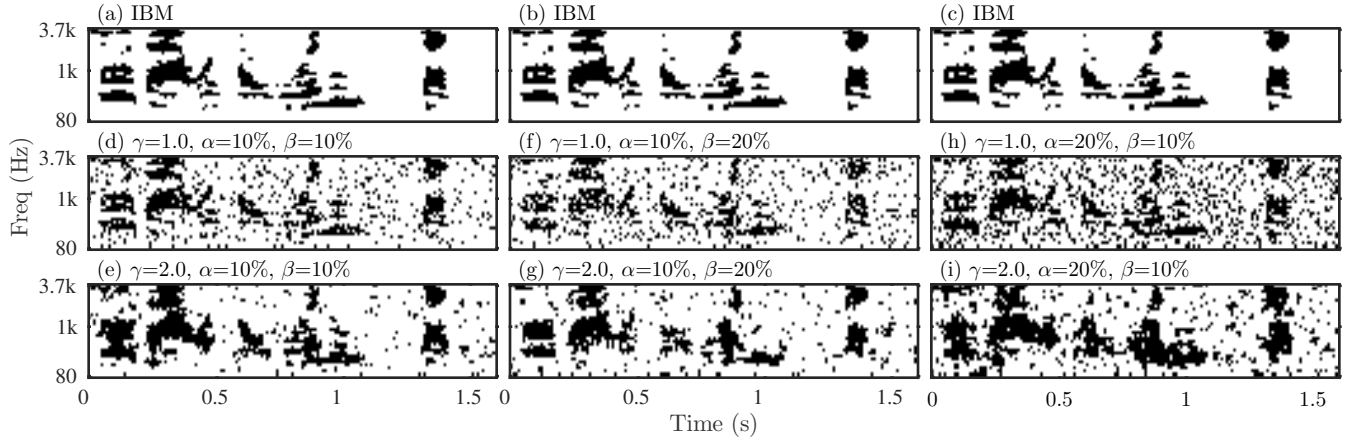 (a) IBM (b) IBM (c) IBM
3.7k
1k
80
(d) γ=1.0, α=10%, β=10% (f) γ=1.0, α=10%, β=20% (h) γ=1.0, α=20%, β=10%
3.7k
1k
80
(e) γ=2.0, α=10%, β=10% (g) γ=2.0, α=10%, β=20% (i) γ=2.0, α=20%, β=10%
3.7k
1k
80
0 0.5 1 1.5 0 0.5 1 1.5 0 0.5 1 1.5
Freq (Hz)
Time (s)